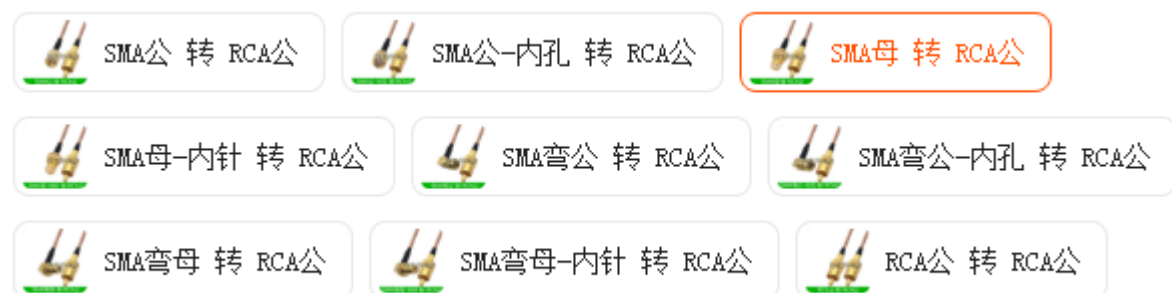 SMA公 转 RCA公
SMA公-内孔 转 RCA公
SMA母 转 RCA公
SMA母-内针 转 RCA公
SMA弯公 转 RCA公
SMA弯公-内孔 转 RCA公
SMA弯母 转 RCA公
SMA弯母-内针 转 RCA公
RCA公 转 RCA公